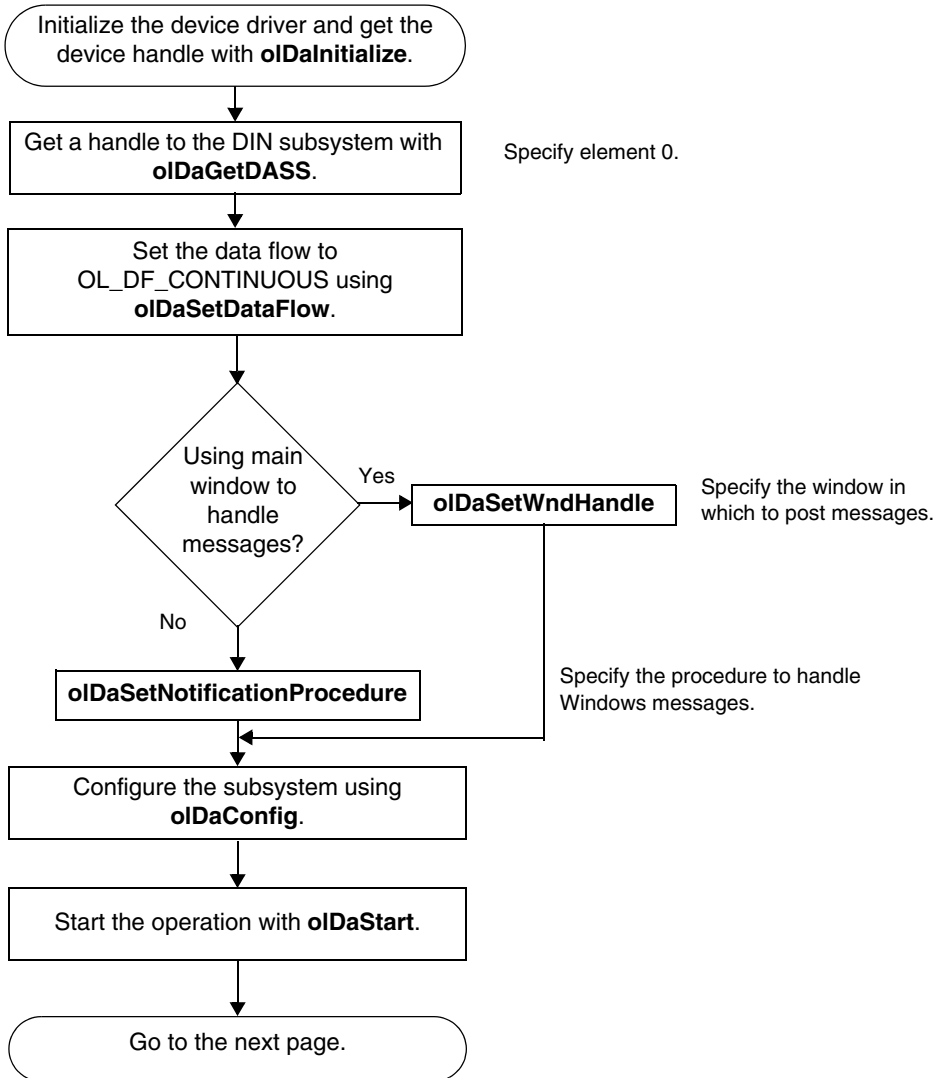 Initialize the device driver and get the
device handle with olDaInitialize.
Get a handle to the DIN subsystem with
olDaGetDASS.
Specify element 0.
Set the data flow to
OL_DF_CONTINUOUS using
olDaSetDataFlow.
Using main
window to
handle
messages?
Yes
olDaSetWndHandle
Specify the window in
which to post messages.
No
olDaSetNotificationProcedure
Specify the procedure to handle
Windows messages.
Configure the subsystem using
olDaConfig.
Start the operation with olDaStart.
Go to the next page.